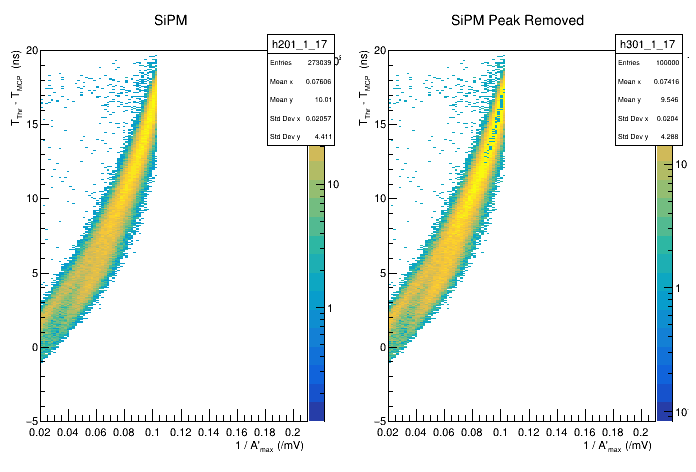 SiPM
h201_1_17
Entries 273039
Mean x 0.07606
Mean y 10.01
Std Dev x 0.02057
Std Dev y 4.411
T_Thr - T_MCP (ns)
20
15
10
5
0
−5
0.02 0.04 0.06 0.08 0.1 0.12 0.14 0.16 0.18 0.2
1 / A'_max (/mV)
10
1
SiPM Peak Removed
h301_1_17
Entries 100000
Mean x 0.07416
Mean y 9.546
Std Dev x 0.0204
Std Dev y 4.288
T_Thr - T_MCP (ns)
20
15
10
5
0
−5
0.02 0.04 0.06 0.08 0.1 0.12 0.14 0.16 0.18 0.2
1 / A'_max (/mV)
10
1
10